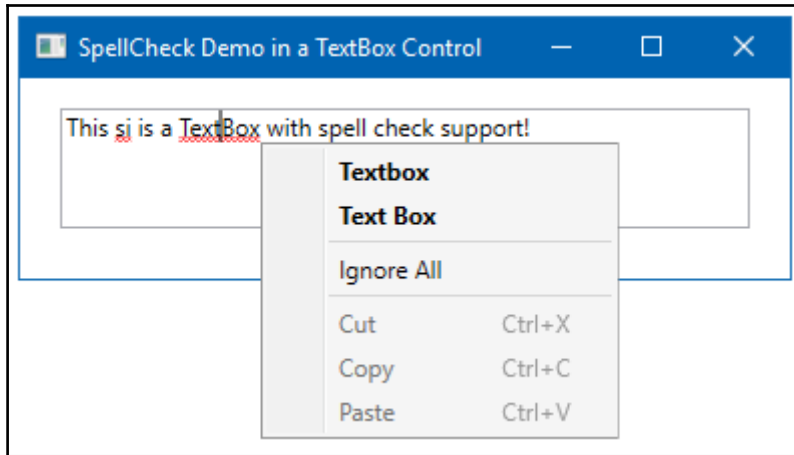 SpellCheck Demo in a TextBox Control
This si is a TextBox with spell check support!
Textbox
Text Box
Ignore All
Cut Ctrl+X
Copy Ctrl+C
Paste Ctrl+V